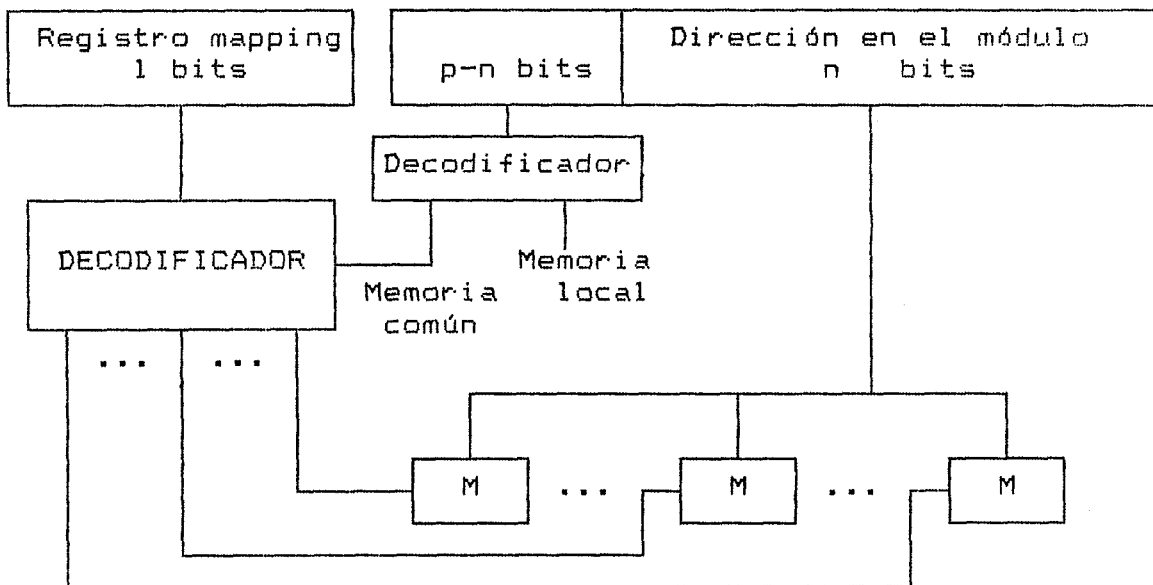 Registro mapping
l bits
p-n bits
Dirección en el módulo
n bits
Decodificador
DECODIFICADOR
Memoria
común
Memoria
local
... ...
M ... M ... M